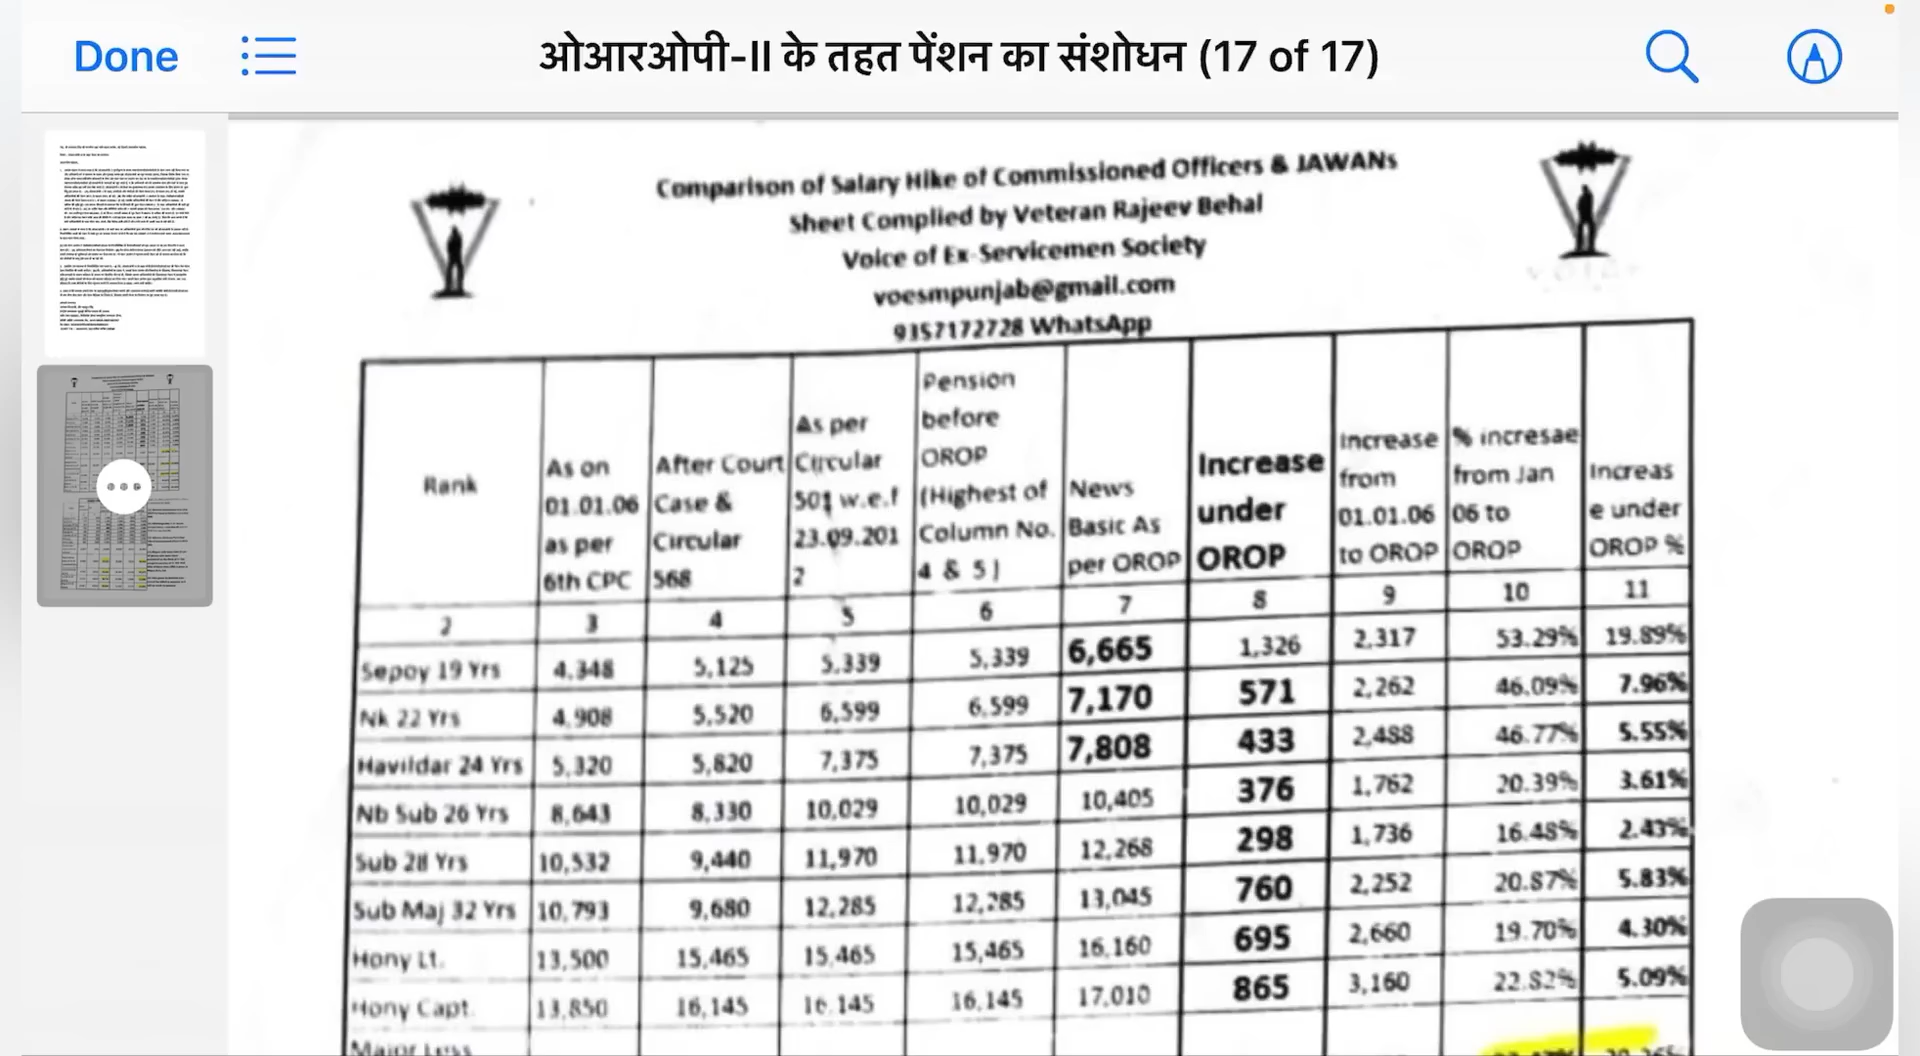 Done
ओआरओपी-II के तहत पेंशन का संशोधन (17 of 17)
Comparison of Salary Hike of Commissioned Officers & JAWANs
Sheet Complied by Veteran Rajeev Behal
Voice of Ex-Servicemen Society
voesmpunjab@gmail.com
9357172728 WhatsApp
Rank
As on
01.01.06
as per
6th CPC
After Court
Case &
Circular
568
As per
Circular
501 w.e.f
23.09.201
2
Pension
before
OROP
(Highest of
Column No.
4 & 5)
News
Basic As
per OROP
Increase
under
OROP
Increase
from
01.01.06
to OROP
% incresae
from Jan
06 to
OROP
Increas
e under
OROP %
2 3 4 5 6 7 8 9 10 11
Sepoy 19 Yrs 4,348 5,125 5,339 5,339 6,665 1,326 2,317 53.29% 19.89%
Nk 22 Yrs 4,908 5,520 6,599 6,599 7,170 571 2,262 46.09% 7.96%
Havildar 24 Yrs 5,320 5,820 7,375 7,375 7,808 433 2,488 46.77% 5.55%
Nb Sub 26 Yrs 8,643 8,330 10,029 10,029 10,405 376 1,762 20.39% 3.61%
Sub 28 Yrs 10,532 9,440 11,970 11,970 12,268 298 1,736 16.48% 2.43%
Sub Maj 32 Yrs 10,793 9,680 12,285 12,285 13,045 760 2,252 20.87% 5.83%
Hony Lt. 13,500 15,465 15,465 15,465 16,160 695 2,660 19.70% 4.30%
Hony Capt. 13,850 16,145 16,145 16,145 17,010 865 3,160 22.82% 5.09%
Major Less